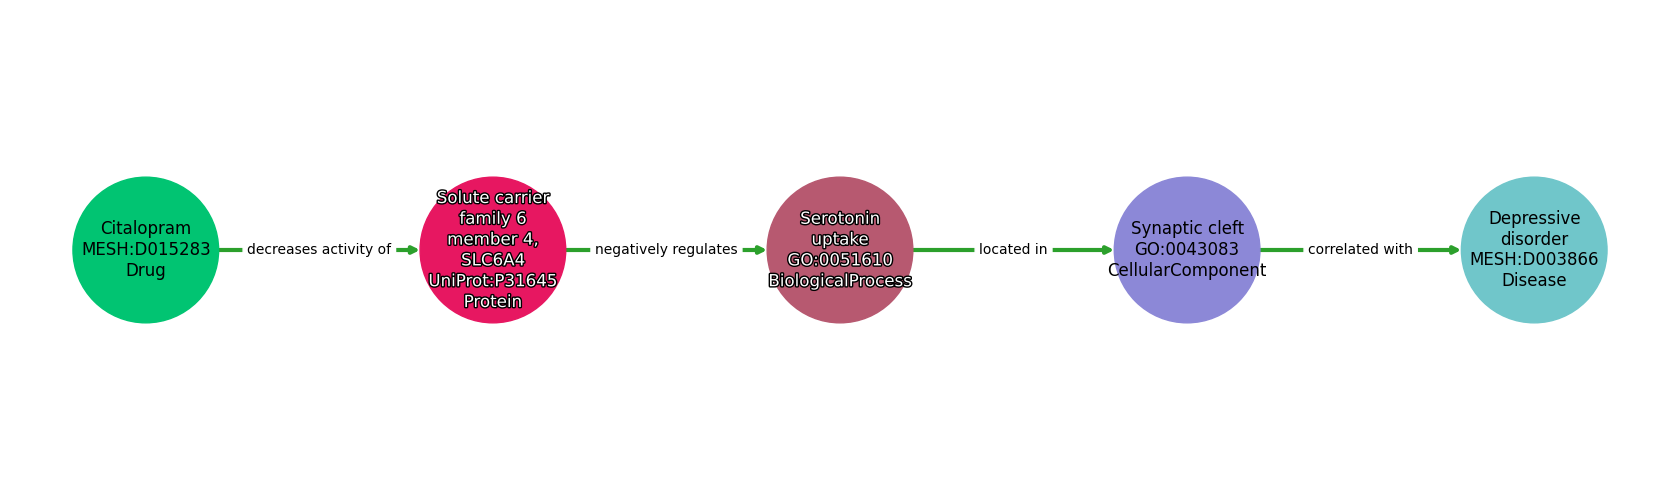 Citalopram
MESH:D015283
Drug
decreases activity of
Solute carrier
family 6
member 4,
SLC6A4
UniProt:P31645
Protein
negatively regulates
Serotonin
uptake
GO:0051610
BiologicalProcess
located in
Synaptic cleft
GO:0043083
CellularComponent
correlated with
Depressive
disorder
MESH:D003866
Disease